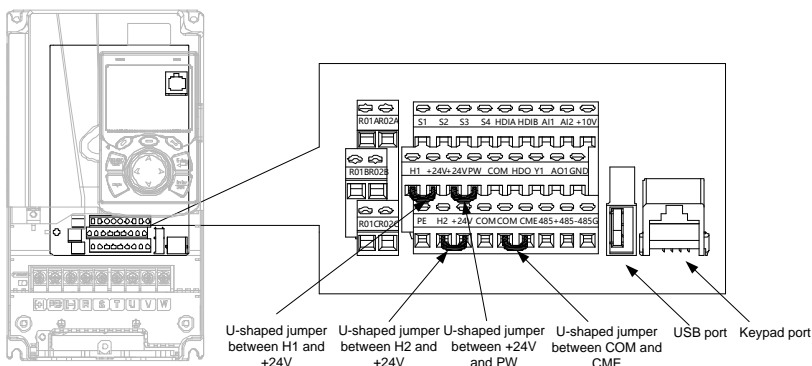 R01A R02A
S1 S2 S3 S4 HDIA HDIB AI1 AI2 +10V
R01B R02B
H1 +24V +24V PW COM HDO Y1 AO1 GND
R01C R02C
PE H2 +24V COM COM CME 485+ 485- 485G
(+) PB (-) R S T U V W
U-shaped jumper
between H1 and
+24V
U-shaped jumper
between H2 and
+24V
U-shaped jumper
between +24V
and PW
U-shaped jumper
between COM and
CME
USB port
Keypad port